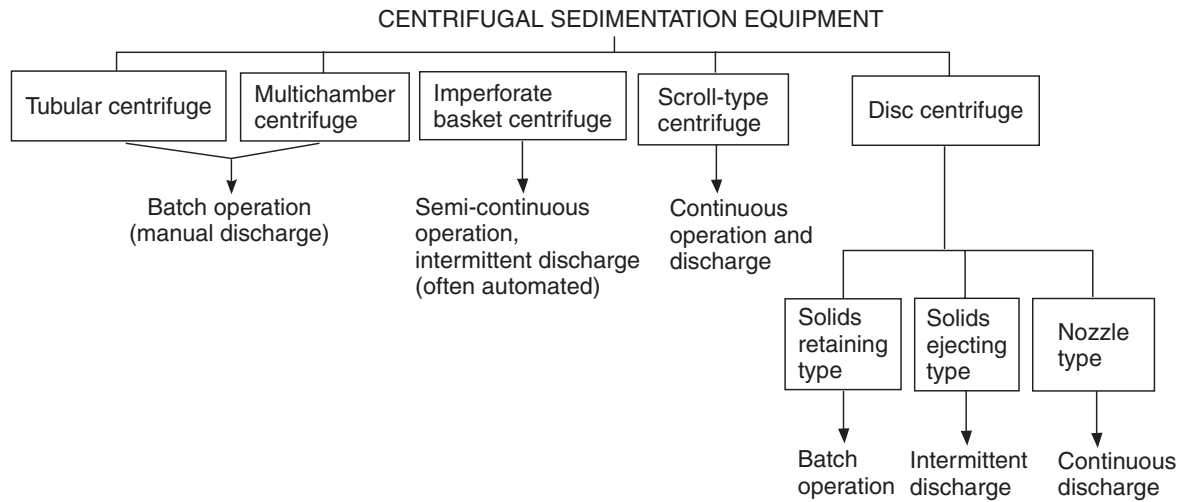 CENTRIFUGAL SEDIMENTATION EQUIPMENT
Tubular centrifuge
Multichamber
centrifuge
Imperforate
basket centrifuge
Scroll-type
centrifuge
Disc centrifuge
Batch operation
(manual discharge)
Semi-continuous
operation,
intermittent discharge
(often automated)
Continuous
operation and
discharge
Solids
retaining
type
Solids
ejecting
type
Nozzle
type
Batch
operation
Intermittent
discharge
Continuous
discharge